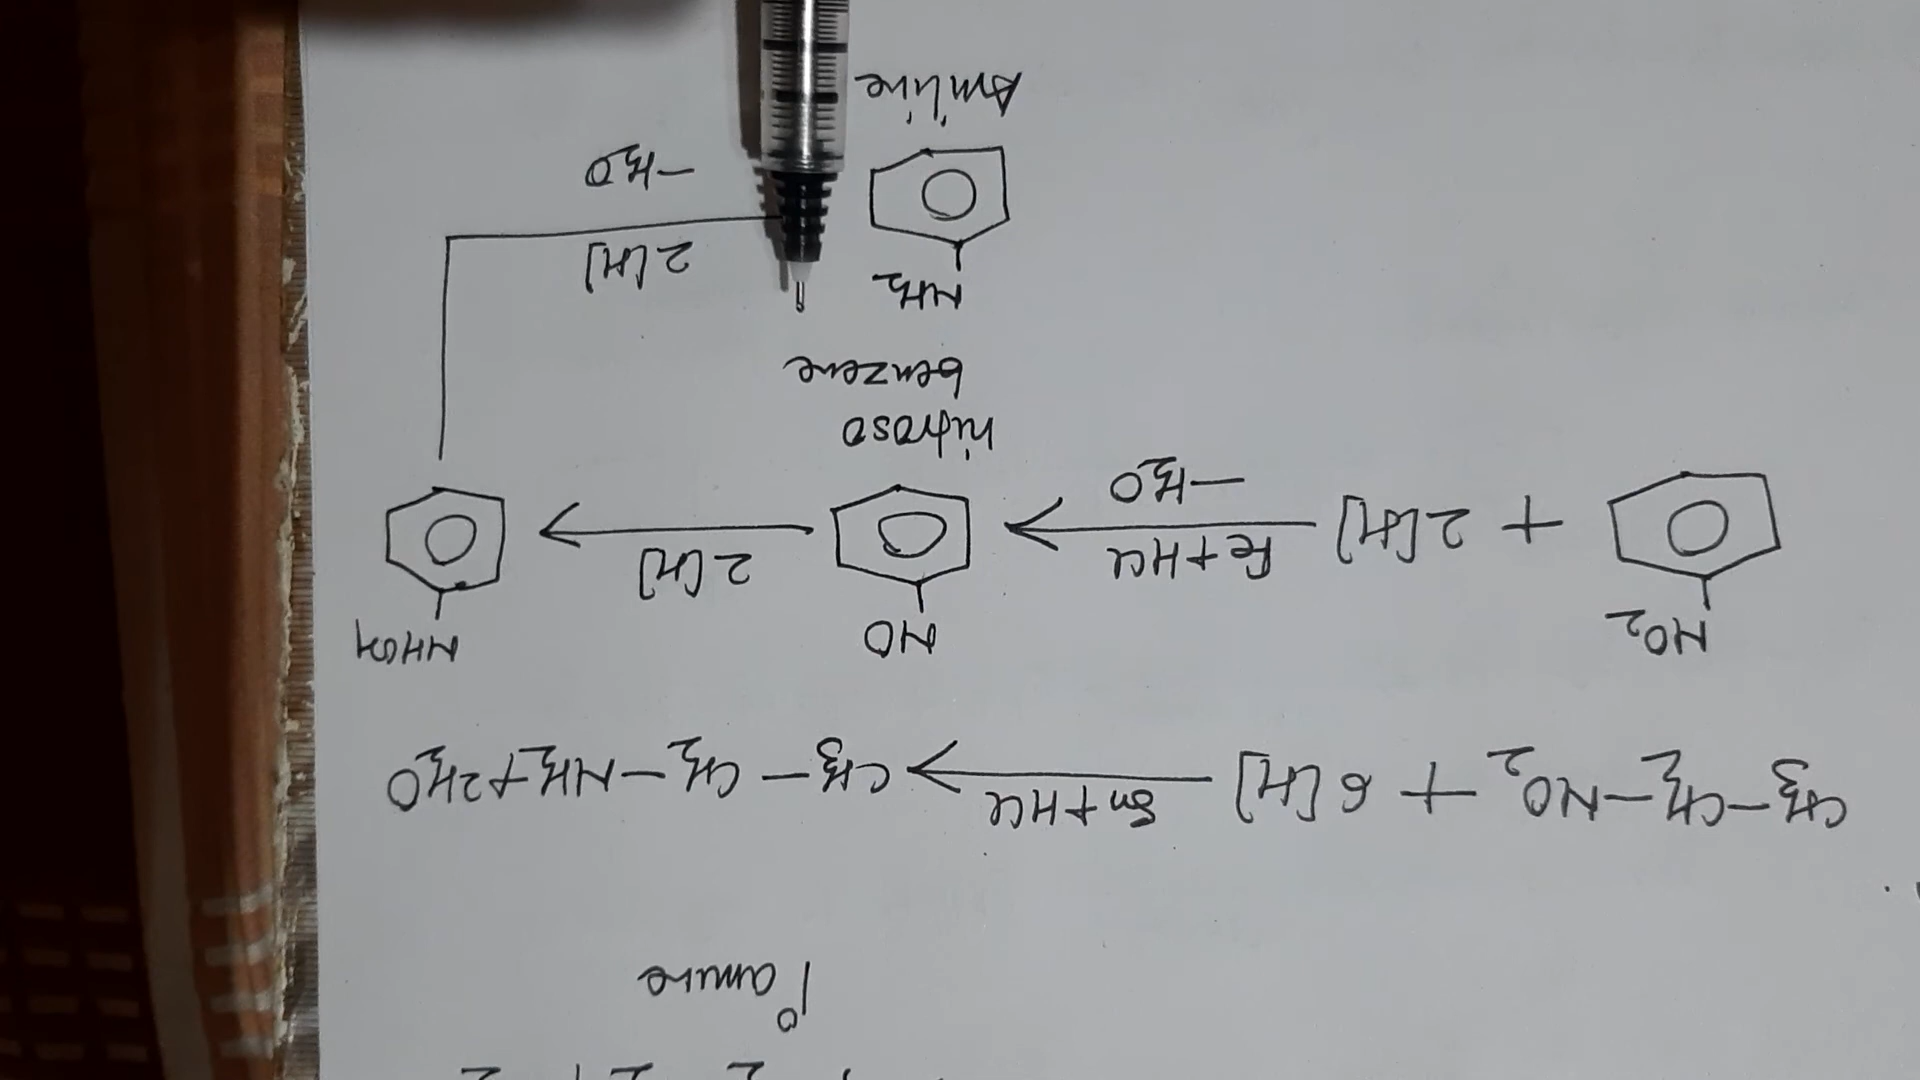 1° amine
CH3-CH2-NO2 + 6[H] Sn+HCl → CH3-CH2-NH2+2H2O
NO2 NO NHOH
+ 2[H] Fe+HCl → -H2O 2[H] →
nitroso
benzene
NH2 2[H]
-H2O
Aniline